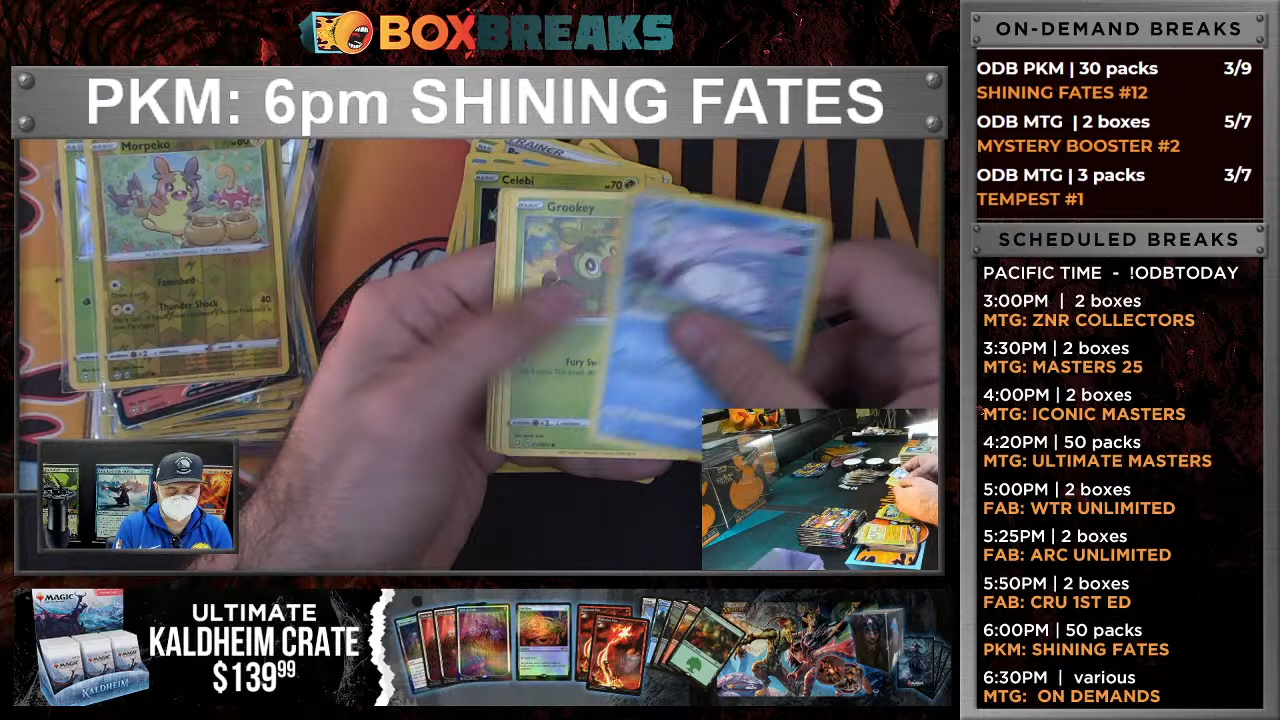 BOXBREAKS
PKM: 6pm SHINING FATES
Morpeko
Famished
Thunder Shock 40
TRAINER
BASIC Celebi 70
BASIC Grookey
Fury
ULTIMATE
KALDHEIM CRATE
$139⁹⁹
MAGIC
KALDHEIM
ON-DEMAND BREAKS
ODB PKM | 30 packs 3/9
SHINING FATES #12
ODB MTG | 2 boxes 5/7
MYSTERY BOOSTER #2
ODB MTG | 3 packs 3/7
TEMPEST #1
SCHEDULED BREAKS
PACIFIC TIME - !ODBTODAY
3:00PM | 2 boxes
MTG: ZNR COLLECTORS
3:30PM | 2 boxes
MTG: MASTERS 25
4:00PM | 2 boxes
MTG: ICONIC MASTERS
4:20PM | 50 packs
MTG: ULTIMATE MASTERS
5:00PM | 2 boxes
FAB: WTR UNLIMITED
5:25PM | 2 boxes
FAB: ARC UNLIMITED
5:50PM | 2 boxes
FAB: CRU 1ST ED
6:00PM | 50 packs
PKM: SHINING FATES
6:30PM | various
MTG: ON DEMANDS